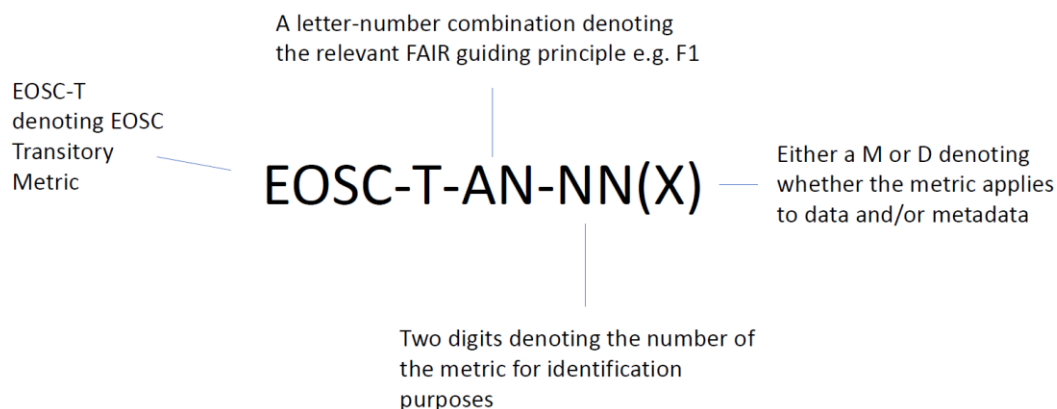 A letter-number combination denoting
the relevant FAIR guiding principle e.g. F1
EOSC-T
denoting EOSC
Transitory
Metric
EOSC-T-AN-NN(X)
Either a M or D denoting
whether the metric applies
to data and/or metadata
Two digits denoting the number of
the metric for identification
purposes